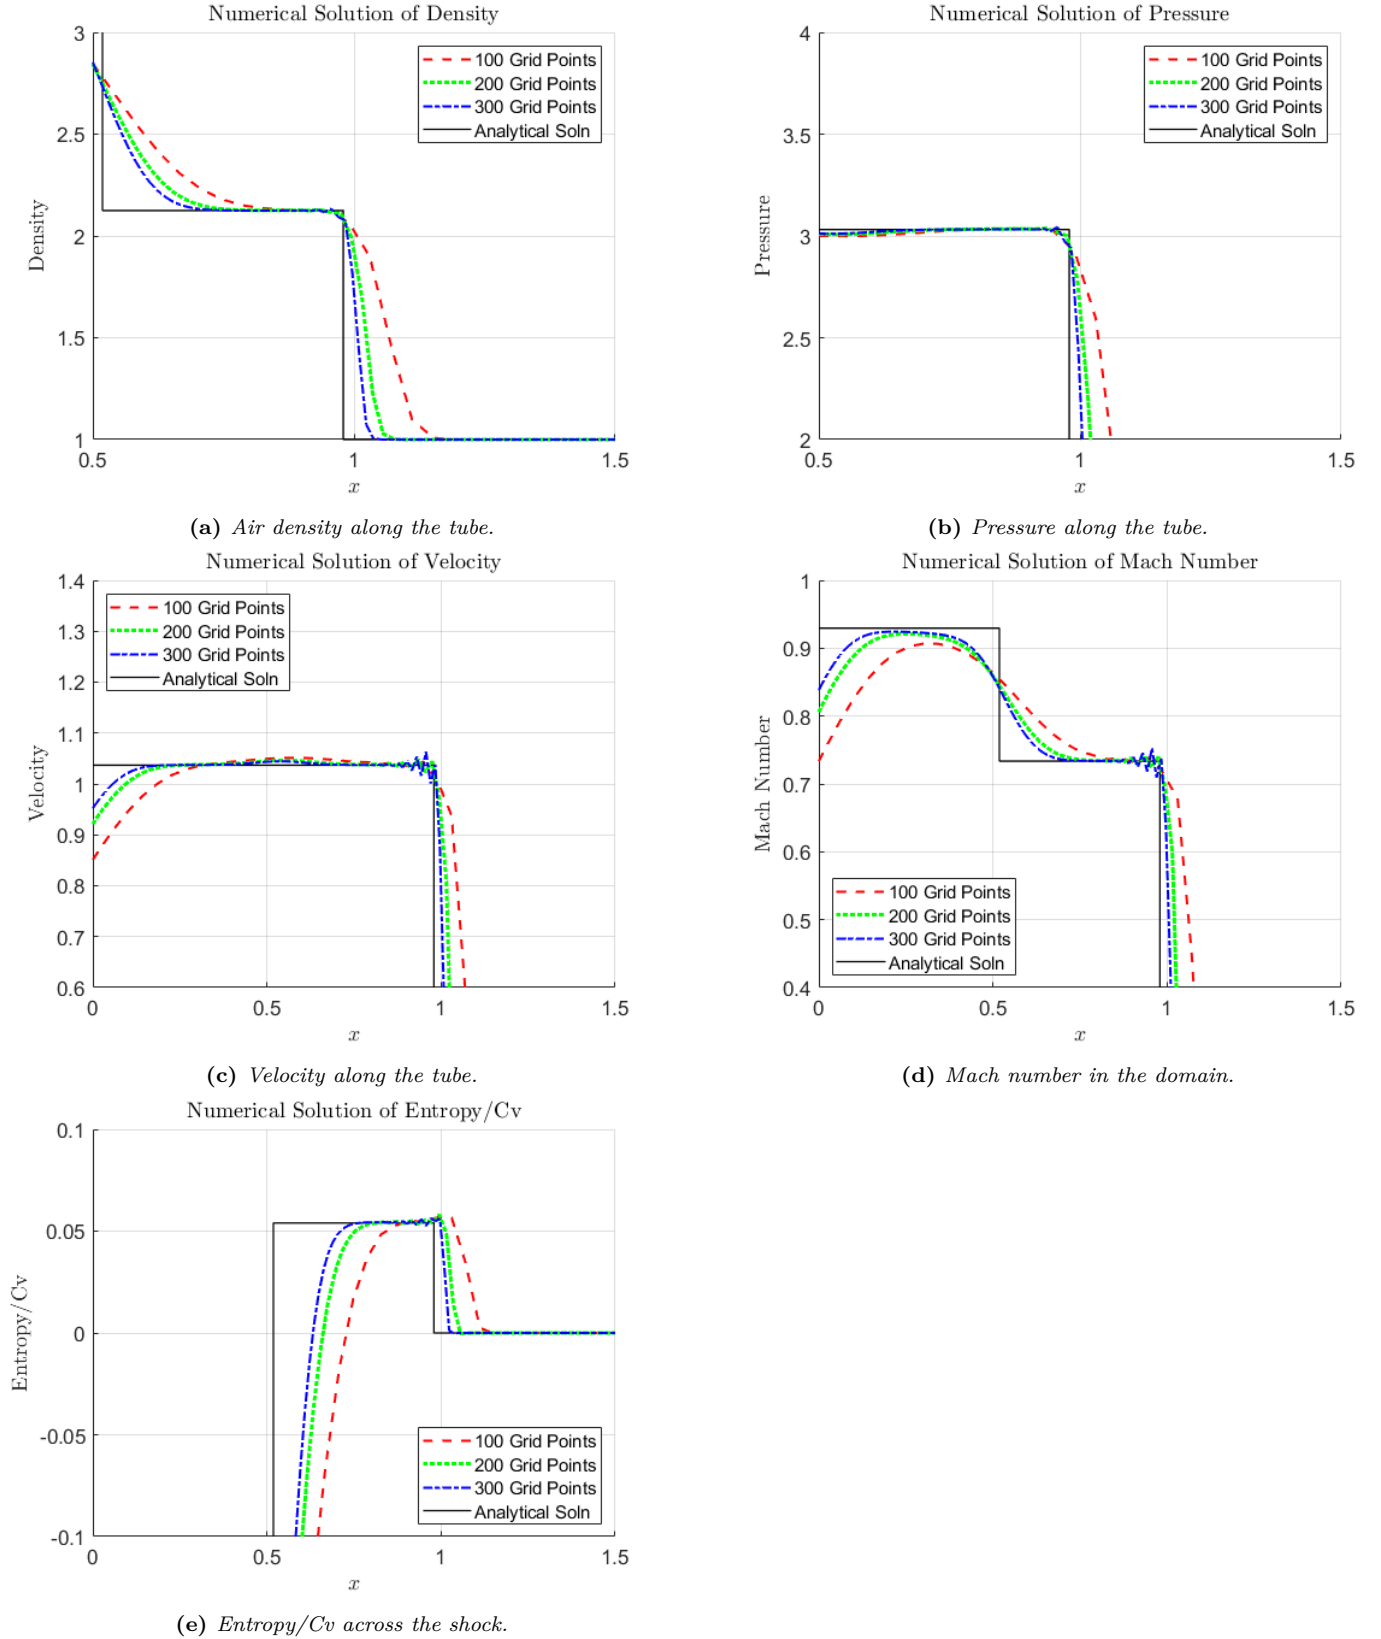 Numerical Solution of Density
3
2.5
2
1.5
1
0.5
1
1.5
Density
x
100 Grid Points
200 Grid Points
300 Grid Points
Analytical Soln
(a) Air density along the tube.
Numerical Solution of Pressure
4
3.5
3
2.5
2
0.5
1
1.5
Pressure
x
100 Grid Points
200 Grid Points
300 Grid Points
Analytical Soln
(b) Pressure along the tube.
Numerical Solution of Velocity
1.4
1.3
1.2
1.1
1
0.9
0.8
0.7
0.6
0
0.5
1
1.5
Velocity
x
100 Grid Points
200 Grid Points
300 Grid Points
Analytical Soln
(c) Velocity along the tube.
Numerical Solution of Mach Number
1
0.9
0.8
0.7
0.6
0.5
0.4
0
0.5
1
1.5
Mach Number
x
100 Grid Points
200 Grid Points
300 Grid Points
Analytical Soln
(d) Mach number in the domain.
Numerical Solution of Entropy/Cv
0.1
0.05
0
-0.05
-0.1
0
0.5
1
1.5
Entropy/Cv
x
100 Grid Points
200 Grid Points
300 Grid Points
Analytical Soln
(e) Entropy/Cv across the shock.